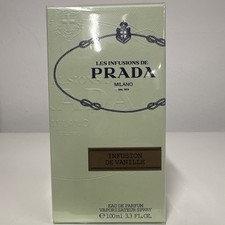 LES INFUSIONS DE
PRADA
MILANO
INFUSION
DE VANILLE
EAU DE PARFUM
VAPORISATEUR SPRAY
℮ 100ml 3.3 FL.OZ.